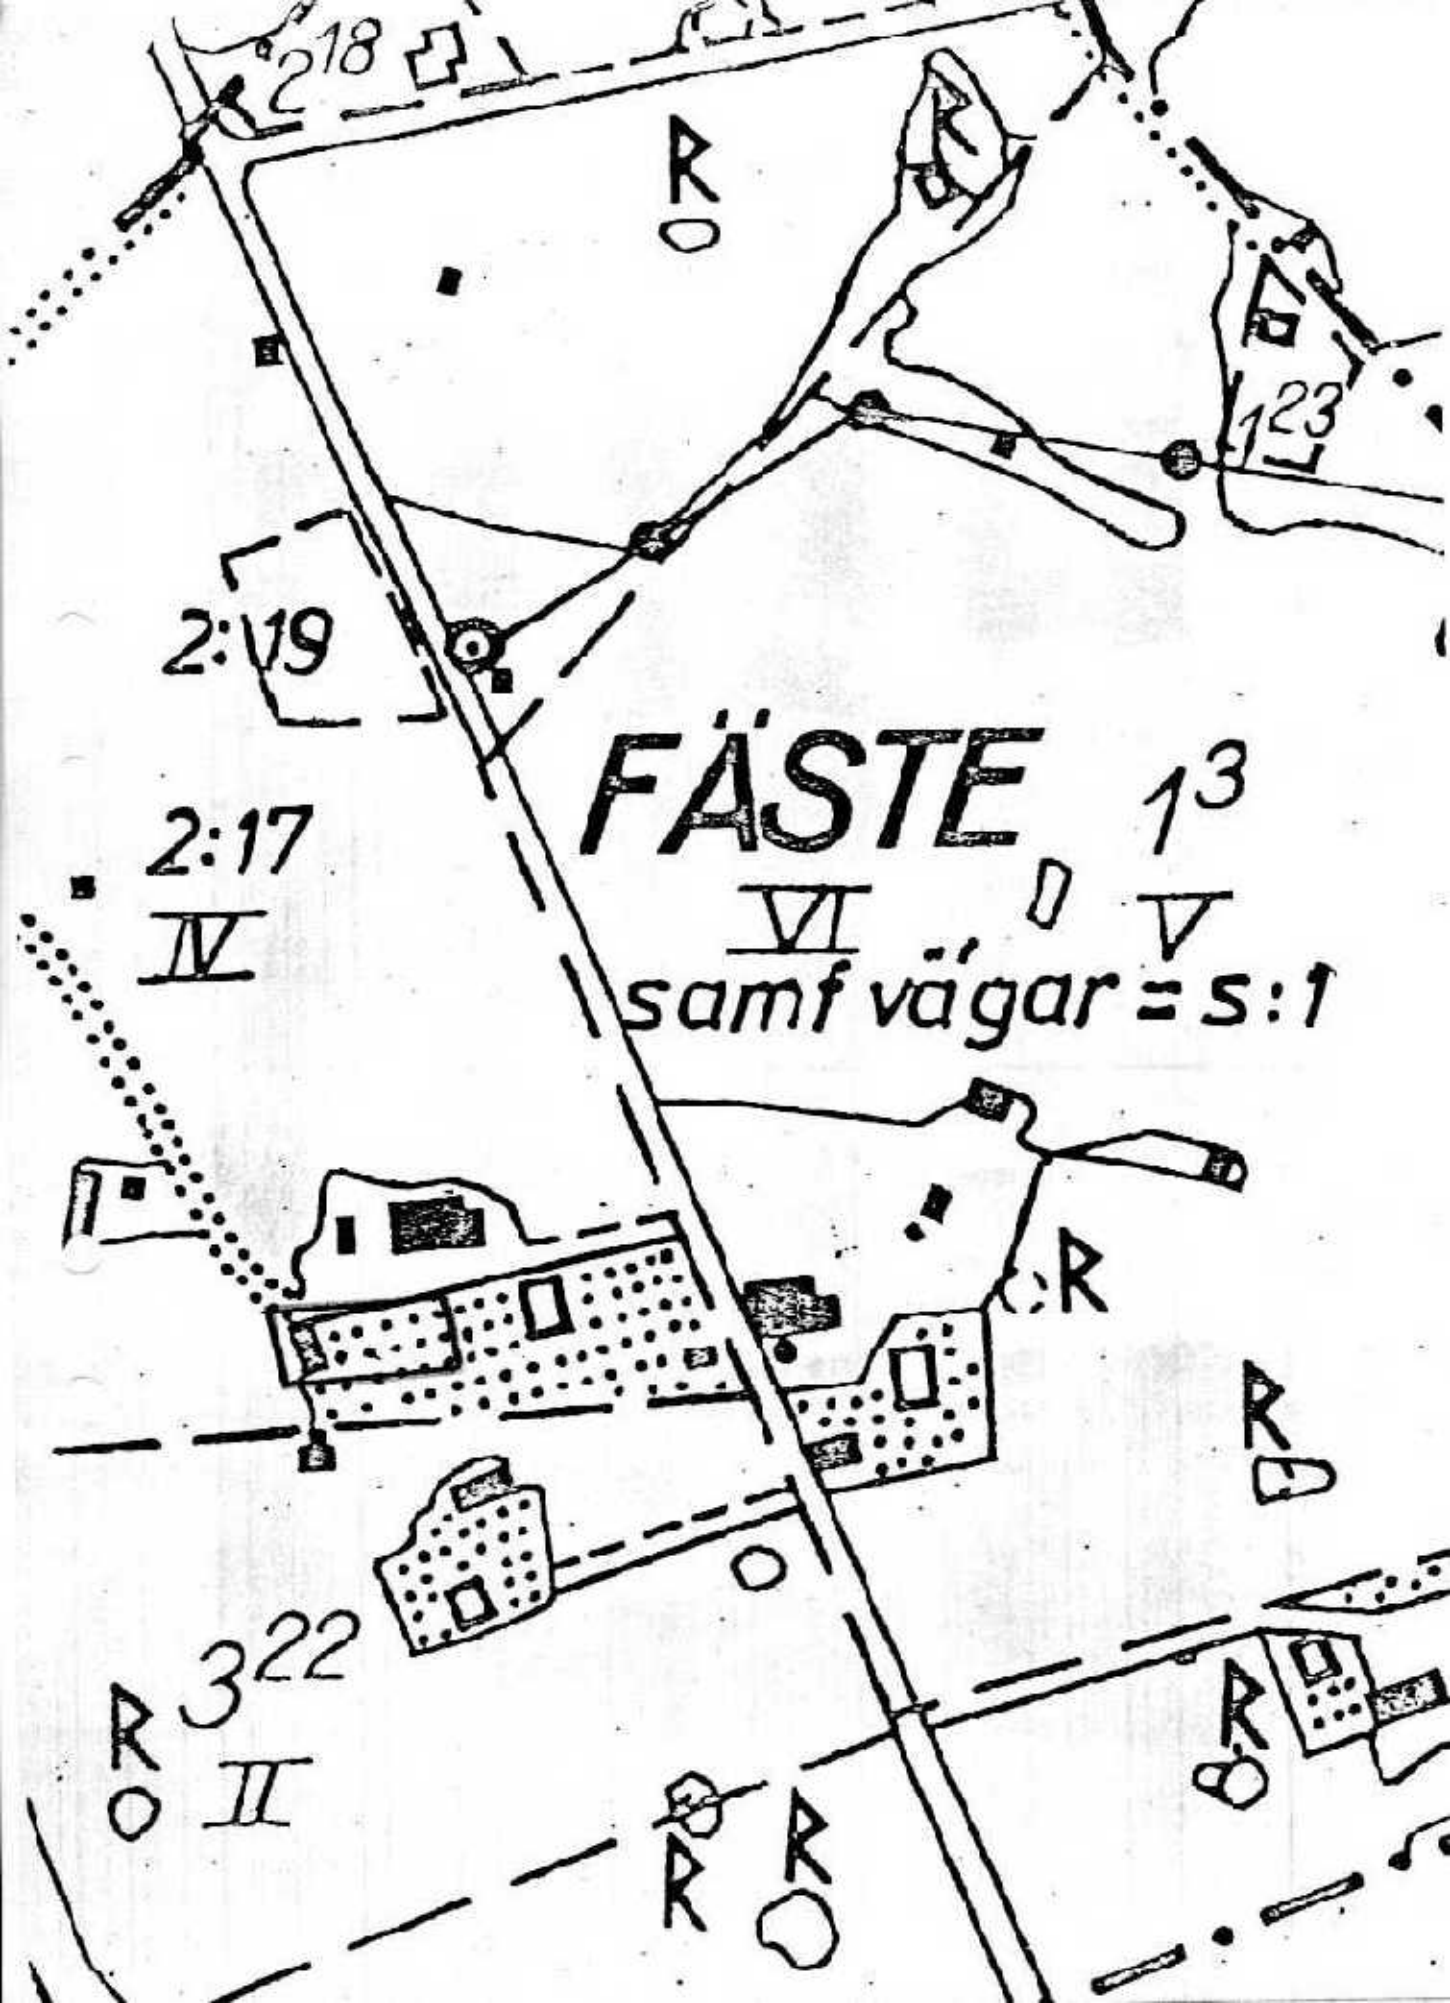 2¹⁸
R
R
1²³
2:19
FÄSTE 1³
2:17
VI V
IV
samf vägar = s:1
R
R
3²²
R
R
II
R
R